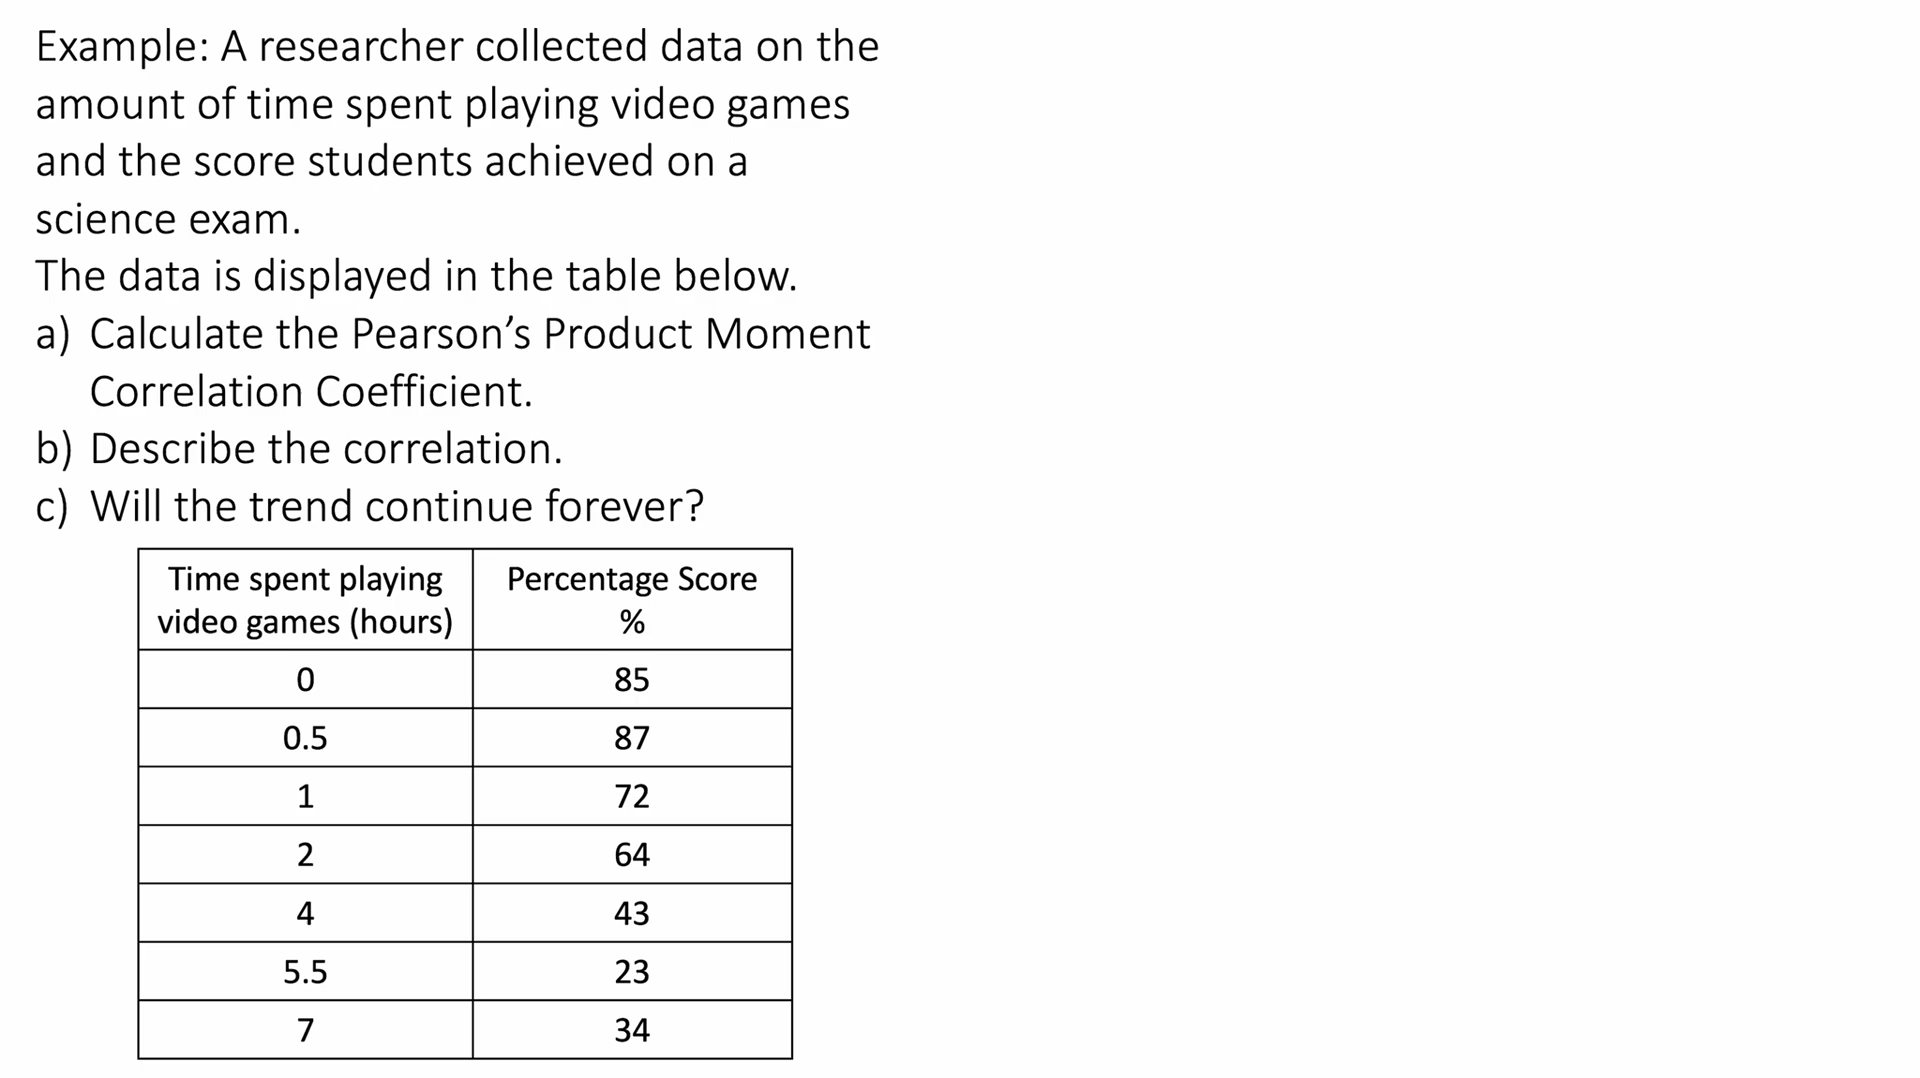 Example: A researcher collected data on the
amount of time spent playing video games
and the score students achieved on a
science exam.
The data is displayed in the table below.
a) Calculate the Pearson’s Product Moment
Correlation Coefficient.
b) Describe the correlation.
c) Will the trend continue forever?
Time spent playing video games (hours) Percentage Score %
0 85
0.5 87
1 72
2 64
4 43
5.5 23
7 34